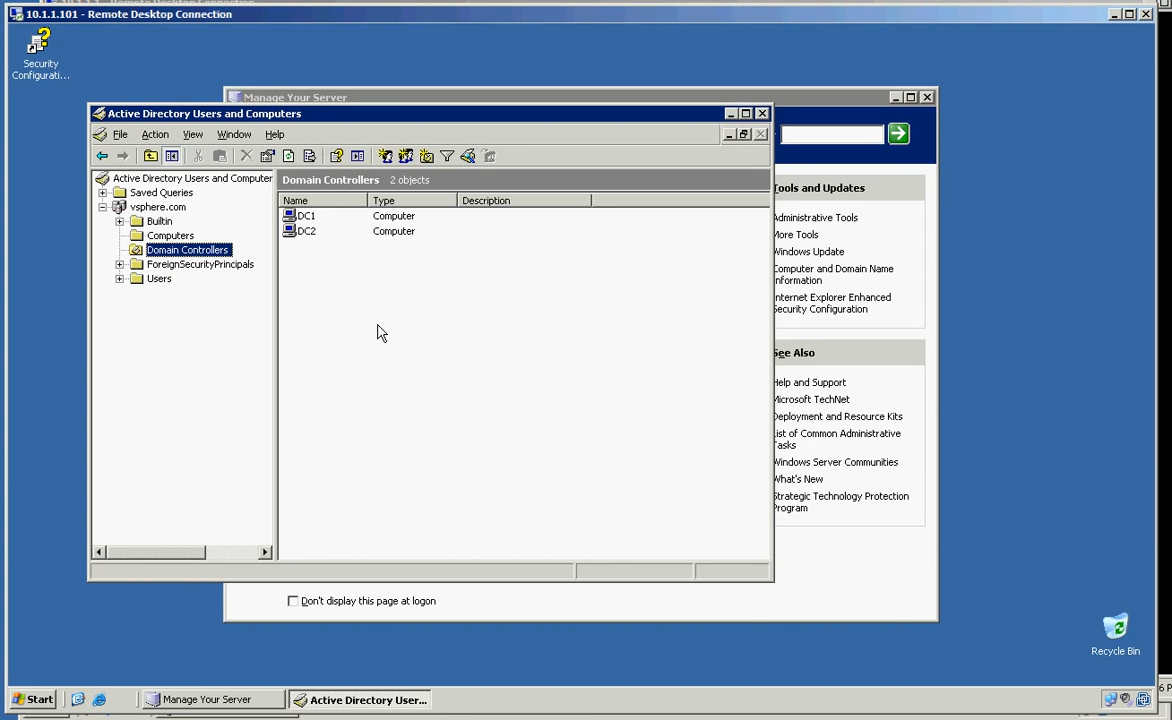 10.1.1.101 - Remote Desktop Connection
Security
Configurati...
Manage Your Server
Active Directory Users and Computers
File Action View Window Help
Active Directory Users and Computer
Saved Queries
vsphere.com
Builtin
Computers
Domain Controllers
ForeignSecurityPrincipals
Users
Domain Controllers 2 objects
Name Type Description
DC1 Computer
DC2 Computer
Tools and Updates
Administrative Tools
More Tools
Windows Update
Computer and Domain Name
Information
Internet Explorer Enhanced
Security Configuration
See Also
Help and Support
Microsoft TechNet
Deployment and Resource Kits
List of Common Administrative
Tasks
Windows Server Communities
What's New
Strategic Technology Protection
Program
Don't display this page at logon
Recycle Bin
Start Manage Your Server Active Directory User...